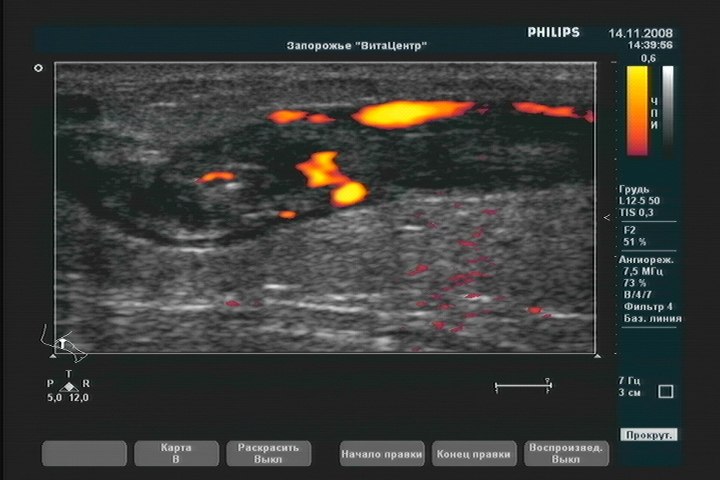 PHILIPS
14.11.2008
14:39:56
Запорожье "ВитаЦентр"
0,6
Ч
П
И
Грудь
L12-5 50
TIS 0,3
F2
51 %
Ангиореж.
7,5 МГц
73 %
В/4/7
Фильтр 4
Баз. линия
T
P R
5,0 12,0
7 Гц
3 см
Прокрут.
Карта
В
Раскрасить
Выкл
Начало правки
Конец правки
Воспроизвед.
Выкл